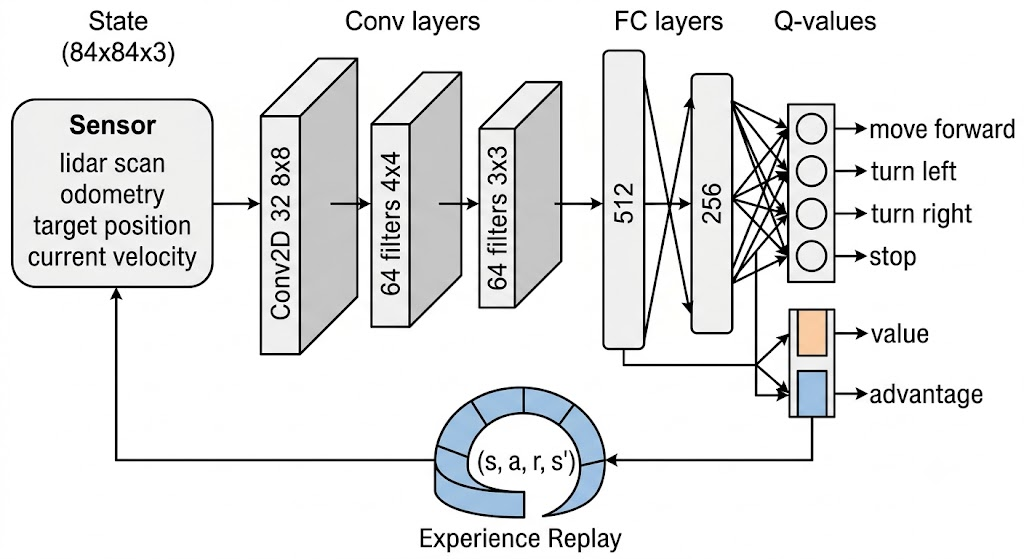 State
(84x84x3)
Conv layers
FC layers
Q-values
Sensor
lidar scan
odometry
target position
current velocity
Conv2D 32 8x8
64 filters 4x4
64 filters 3x3
512
256
move forward
turn left
turn right
stop
value
advantage
(s, a, r, s')
Experience Replay